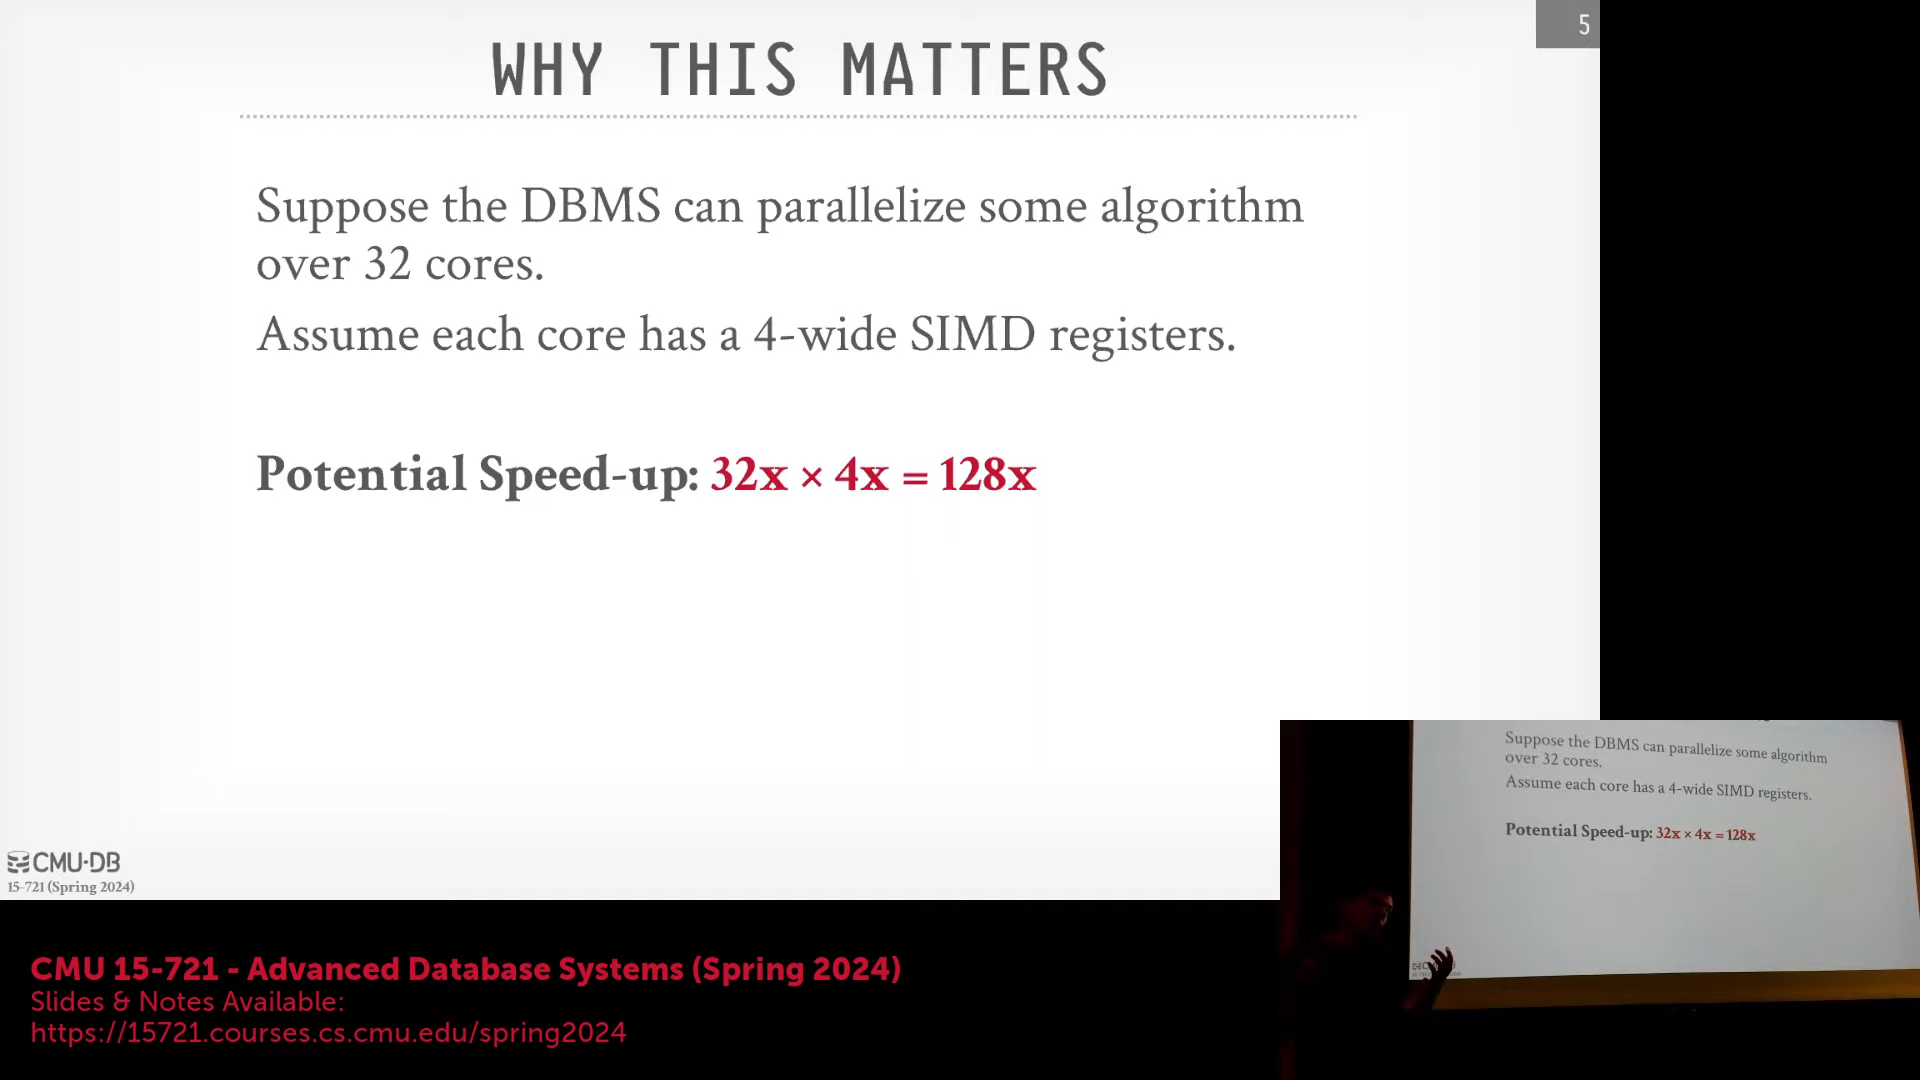 5
WHY THIS MATTERS
Suppose the DBMS can parallelize some algorithm
over 32 cores.
Assume each core has a 4-wide SIMD registers.
Potential Speed-up: 32x × 4x = 128x
CMU·DB
15-721 (Spring 2024)
Suppose the DBMS can parallelize some algorithm
over 32 cores.
Assume each core has a 4-wide SIMD registers.
Potential Speed-up: 32x × 4x = 128x
CMU 15-721 - Advanced Database Systems (Spring 2024)
Slides & Notes Available:
https://15721.courses.cs.cmu.edu/spring2024